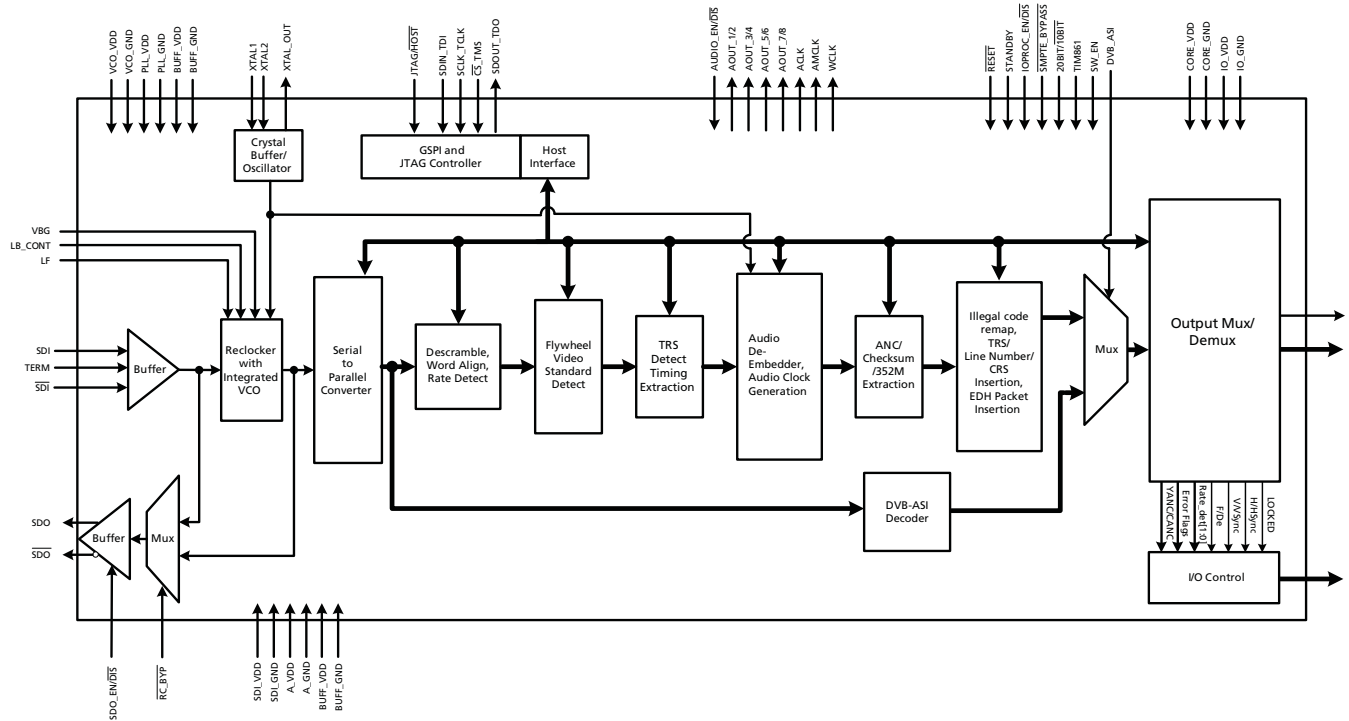 VCO_VDD
VCO_GND
PLL_VDD
PLL_GND
BUFF_VDD
BUFF_GND
XTAL1
XTAL2
XTAL_OUT
JTAG/HOST
SDIN_TDI
SCLK_TCLK
CS_TMS
SDOUT_TDO
AUDIO_EN/DIS
AOUT_1/2
AOUT_3/4
AOUT_5/6
AOUT_7/8
ACLK
AMCLK
WCLK
RESET
STANDBY
IOPROC_EN/DIS
SMPTE_BYPASS
20BIT/10BIT
TIM861
SW_EN
DVB_ASI
CORE_VDD
CORE_GND
IO_VDD
IO_GND
Crystal
Buffer/
Oscillator
GSPI and
JTAG Controller
Host
Interface
VBG
LB_CONT
LF
SDI
TERM
SDI
Buffer
Reclocker
with
Integrated
VCO
Serial
to
Parallel
Converter
Descramble,
Word Align,
Rate Detect
Flywheel
Video
Standard
Detect
TRS
Detect
Timing
Extraction
Audio
De-
Embedder,
Audio Clock
Generation
ANC/
Checksum
/352M
Extraction
Illegal code
remap,
TRS/
Line Number/
CRS
Insertion,
EDH Packet
Insertion
Mux
Output Mux/
Demux
DVB-ASI
Decoder
YANC/CANC
Error Flags
Rate_det[1:0]
F/De
V/VSync
H/HSync
LOCKED
I/O Control
SDO
SDO
Buffer
Mux
SDO_EN/DIS
RC_BYP
SDI_VDD
SDI_GND
A_VDD
A_GND
BUFF_VDD
BUFF_GND